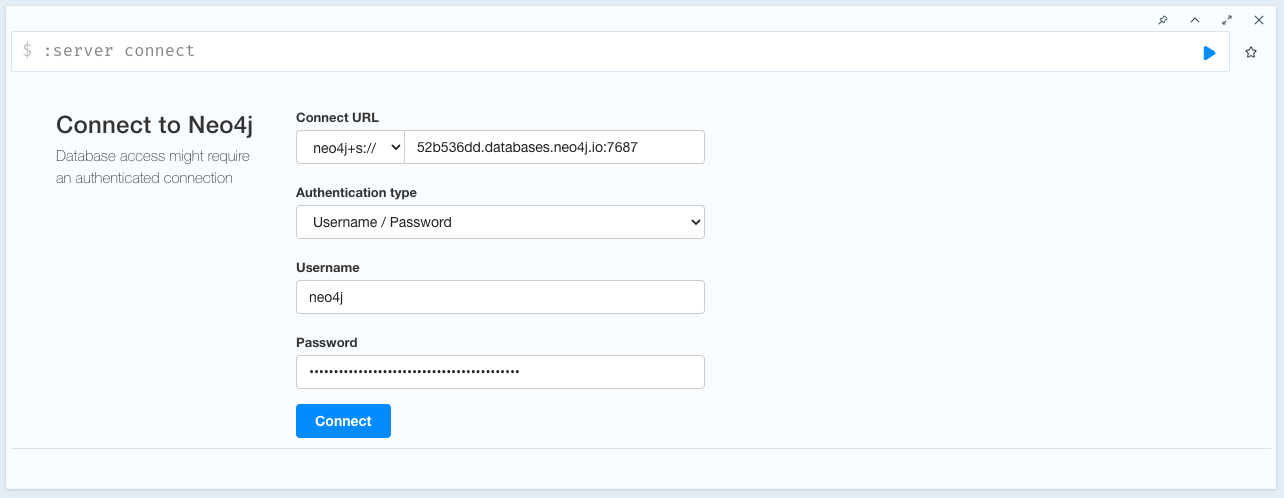 $ :server connect
Connect to Neo4j
Database access might require
an authenticated connection
Connect URL
neo4j+s:// 52b536dd.databases.neo4j.io:7687
Authentication type
Username / Password
Username
neo4j
Password
••••••••••••••••••••••••••••••••••••••••••
Connect